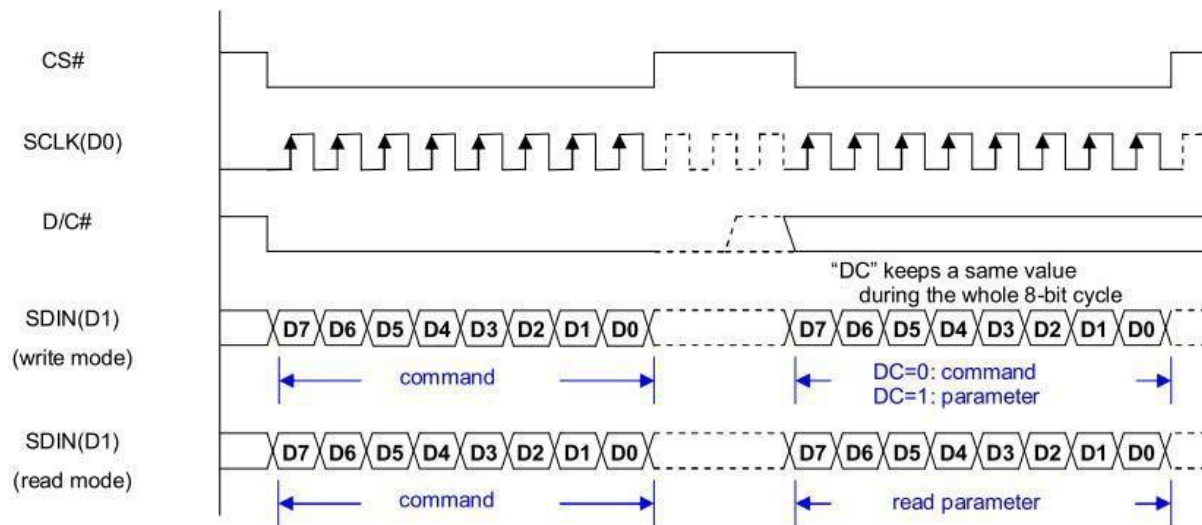 CS#
SCLK(D0)
D/C#
“DC” keeps a same value
during the whole 8-bit cycle
SDIN(D1)
(write mode)
D7 D6 D5 D4 D3 D2 D1 D0 D7 D6 D5 D4 D3 D2 D1 D0
command
DC=0: command
DC=1: parameter
SDIN(D1)
(read mode)
D7 D6 D5 D4 D3 D2 D1 D0 D7 D6 D5 D4 D3 D2 D1 D0
command
read parameter